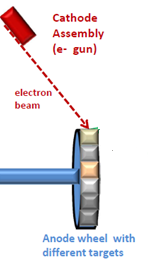 Cathode
Assembly
(e- gun)
electron
beam
Anode wheel with
different targets